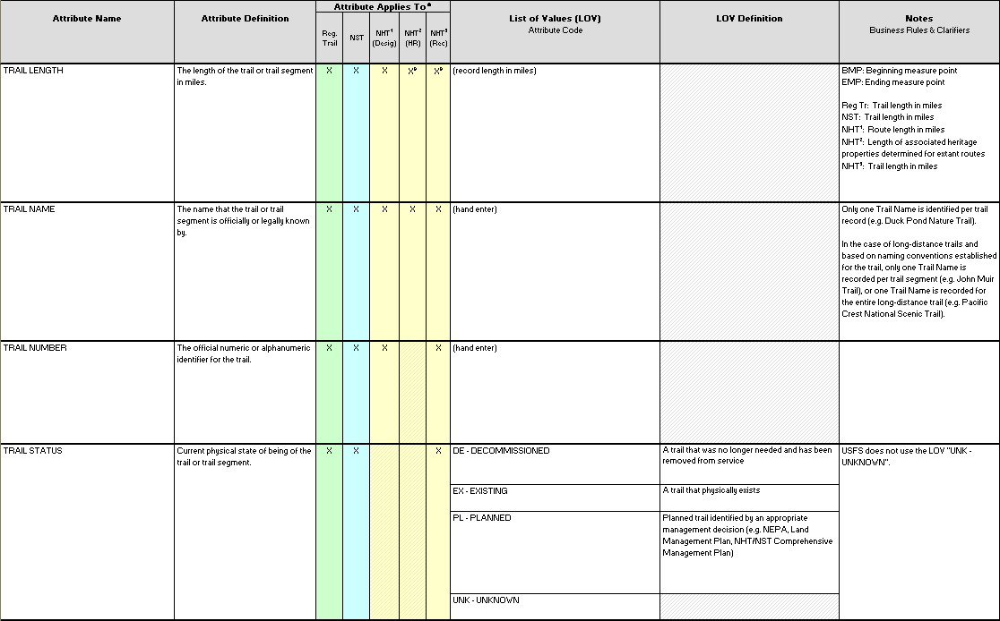 Attribute Name
Attribute Definition
Attribute Applies To
Reg.
Trail
NST
NHT¹
(Desig)
NHT²
(HR)
NHT³
(Rec)
List of Values (LOV)
Attribute Code
LOV Definition
Notes
Business Rules & Clarifiers
TRAIL LENGTH
The length of the trail or trail segment
in miles.
X X X X X
(record length in miles)
BMP: Beginning measure point
EMP: Ending measure point
Reg Tr: Trail length in miles
NST: Trail length in miles
NHT¹: Route length in miles
NHT²: Length of associated heritage
properties determined for extant routes
NHT³: Trail length in miles
TRAIL NAME
The name that the trail or trail
segment is officially or legally known
by.
X X X X X
(hand enter)
Only one Trail Name is identified per trail
record (e.g. Duck Pond Nature Trail).
In the case of long-distance trails and
based on naming conventions established
for the trail, only one Trail Name is
recorded per trail segment (e.g. John Muir
Trail), or one Trail Name is recorded for
the entire long-distance trail (e.g. Pacific
Crest National Scenic Trail).
TRAIL NUMBER
The official numeric or alphanumeric
identifier for the trail.
X X X X
(hand enter)
TRAIL STATUS
Current physical state of being of the
trail or trail segment.
X X X
DE - DECOMMISSIONED
A trail that was no longer needed and has been
removed from service
USFS does not use the LOV "UNK -
UNKNOWN".
EX - EXISTING
A trail that physically exists
PL - PLANNED
Planned trail identified by an appropriate
management decision (e.g. NEPA, Land
Management Plan, NHT/NST Comprehensive
Management Plan)
UNK - UNKNOWN